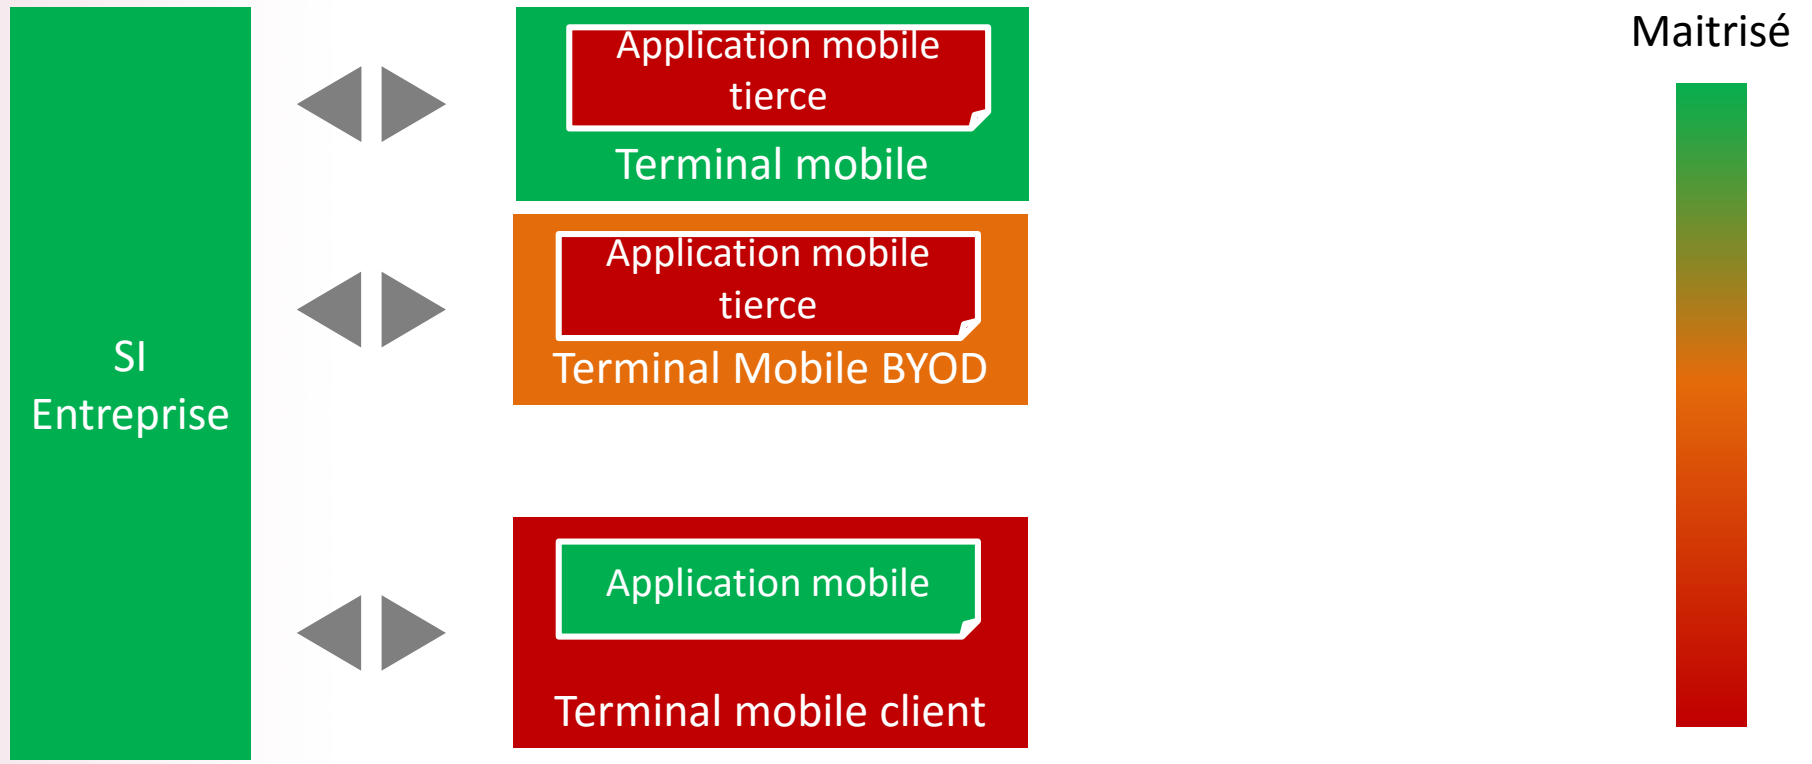 SI
Entreprise
Application mobile
tierce
Terminal mobile
Application mobile
tierce
Terminal Mobile BYOD
Application mobile
Terminal mobile client
Maitrisé